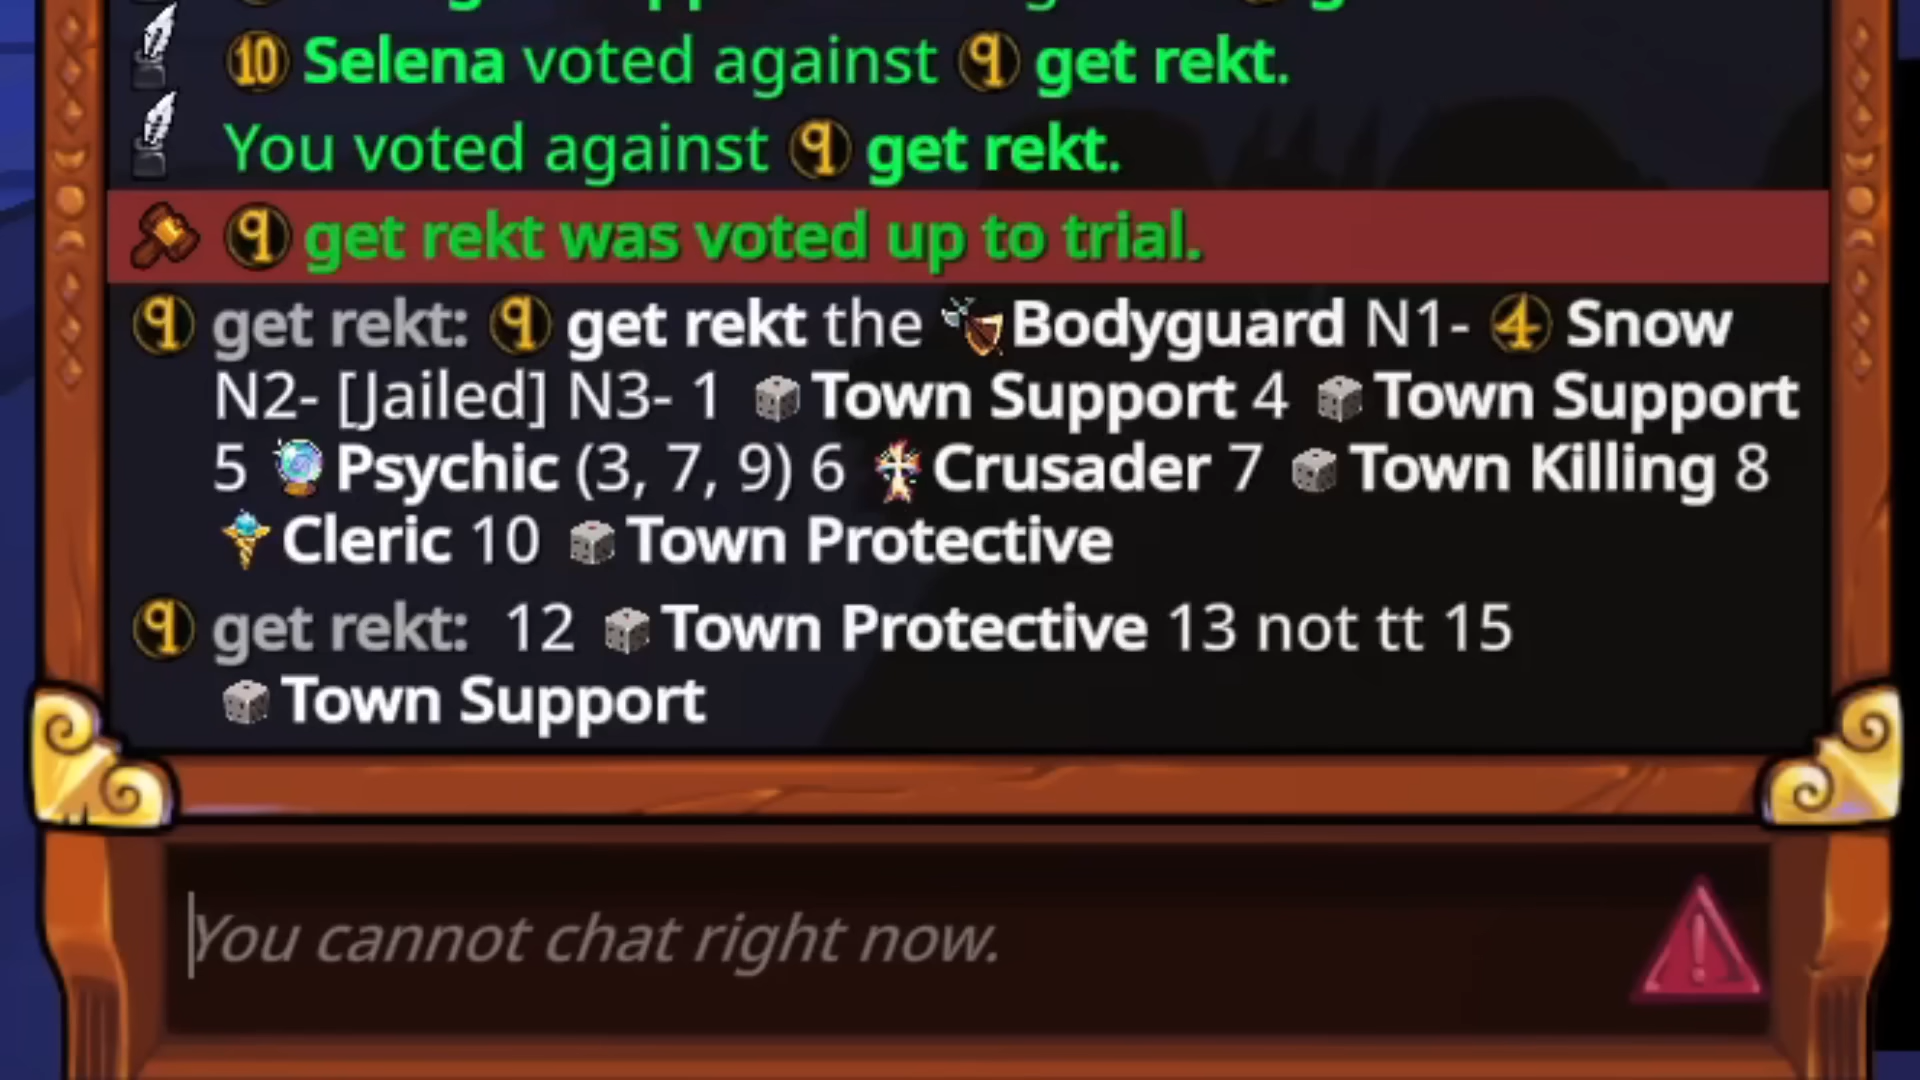 10 Selena voted against 9 get rekt.
You voted against 9 get rekt.
9 get rekt was voted up to trial.
9 get rekt: 9 get rekt the Bodyguard N1- 4 Snow
N2- [Jailed] N3- 1 Town Support 4 Town Support
5 Psychic (3, 7, 9) 6 Crusader 7 Town Killing 8
Cleric 10 Town Protective
9 get rekt: 12 Town Protective 13 not tt 15
Town Support
You cannot chat right now.